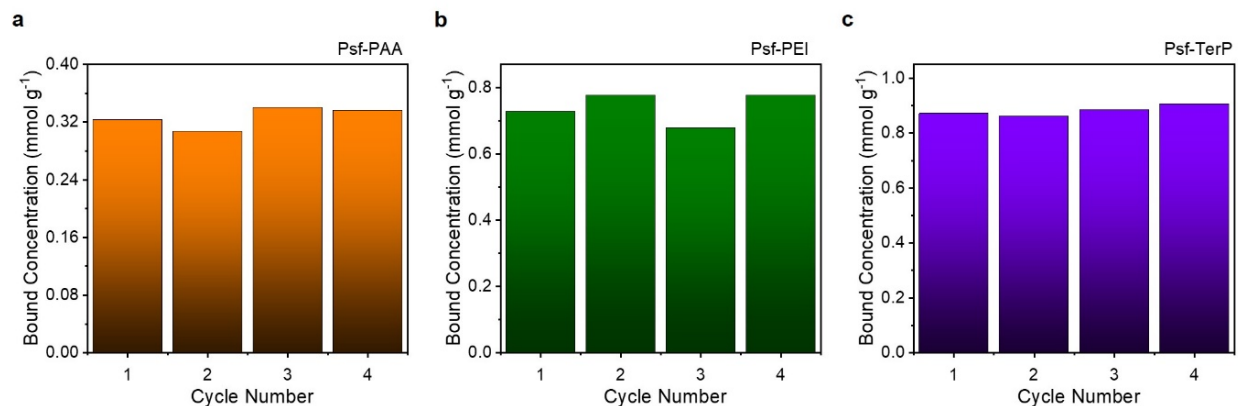 a
Psf-PAA
Bound Concentration (mmol g⁻¹)
0.40
0.32
0.24
0.16
0.08
0.00
1 2 3 4
Cycle Number
b
Psf-PEI
Bound Concentration (mmol g⁻¹)
0.8
0.6
0.4
0.2
0.0
1 2 3 4
Cycle Number
c
Psf-TerP
Bound Concentration (mmol g⁻¹)
1.0
0.8
0.6
0.4
0.2
0.0
1 2 3 4
Cycle Number